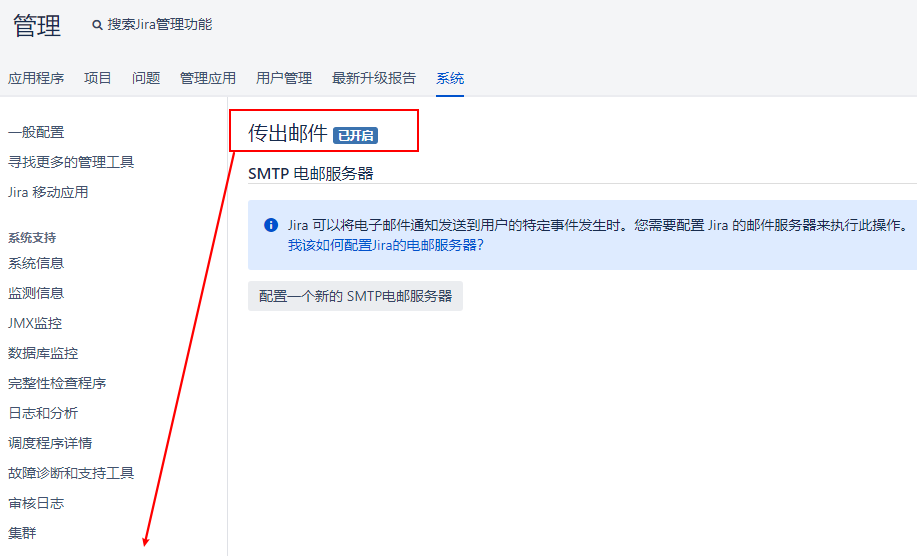 管理
搜索Jira管理功能
应用程序 项目 问题 管理应用 用户管理 最新升级报告 系统
一般配置
寻找更多的管理工具
Jira 移动应用
系统支持
系统信息
监测信息
JMX监控
数据库监控
完整性检查程序
日志和分析
调度程序详情
故障诊断和支持工具
审核日志
集群
传出邮件 已开启
SMTP 电邮服务器
Jira 可以将电子邮件通知发送到用户的特定事件发生时。您需要配置 Jira 的邮件服务器来执行此操作。
我该如何配置Jira的电邮服务器?
配置一个新的 SMTP电邮服务器